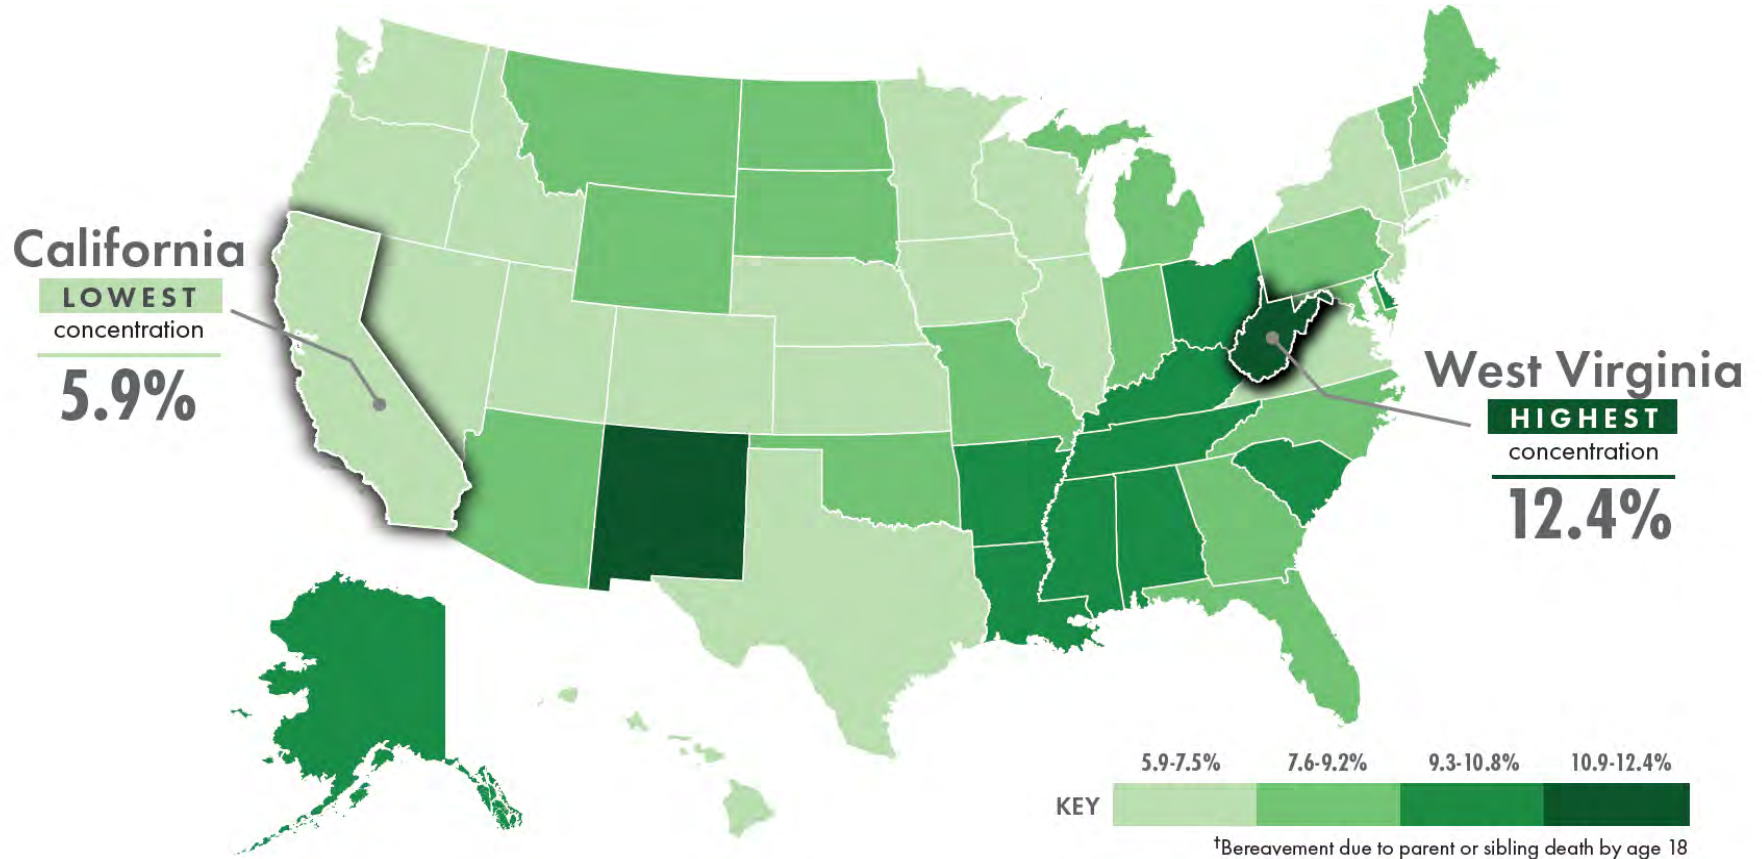 California
LOWEST
concentration
5.9%
West Virginia
HIGHEST
concentration
12.4%
5.9-7.5% 7.6-9.2% 9.3-10.8% 10.9-12.4%
KEY
†Bereavement due to parent or sibling death by age 18